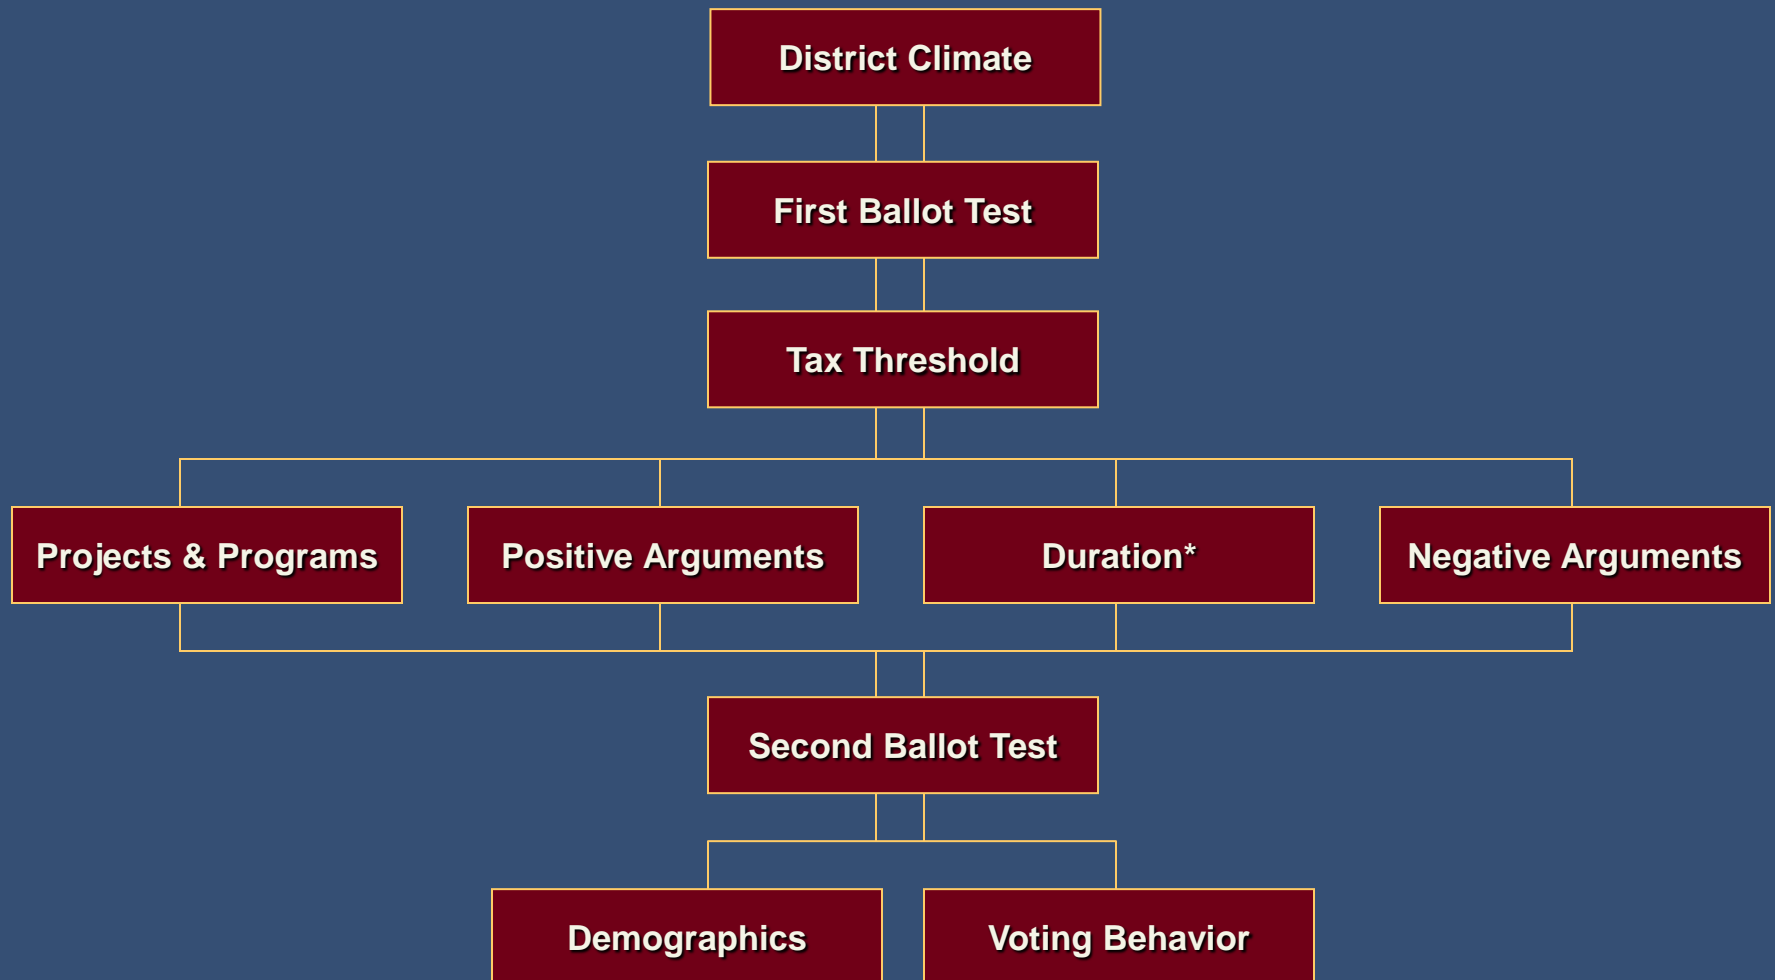 District Climate
First Ballot Test
Tax Threshold
Projects & Programs
Positive Arguments
Duration*
Negative Arguments
Second Ballot Test
Demographics
Voting Behavior